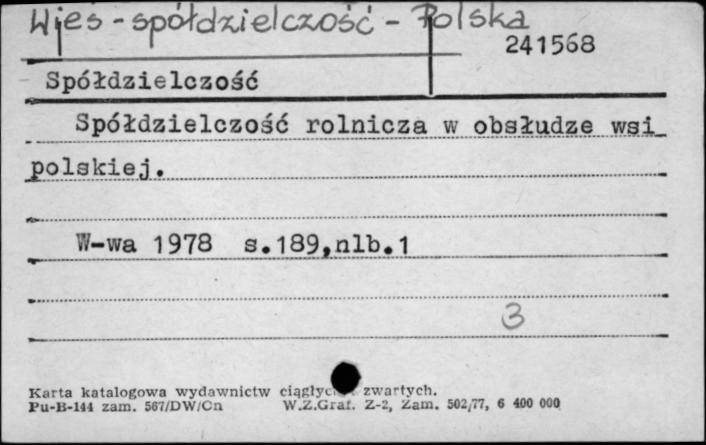 Wieś - spółdzielczość - Polska
241568
Spółdzielczość
Spółdzielczość rolnicza w obsłudze wsi
polskiej.
W-wa 1978 s.189,nlb.1
3
Karta katalogowa wydawnictw zwartych.
Pu-B-144 zam. 567/DW/Cn W.Z.Graf. Z-2, Zam. 502/77, 6 400 000